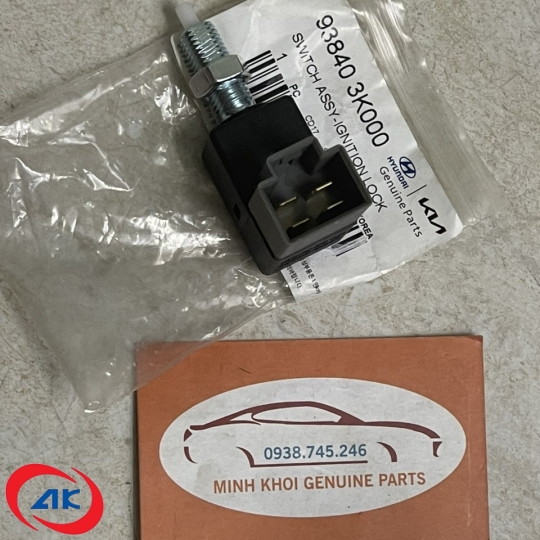 93840 3K000
SWITCH ASSY-IGNITION LOCK
1 PC CD17
HYUNDAI
Genuine Parts
KIA
KOREA
0938.745.246
MINH KHOI GENUINE PARTS
AK